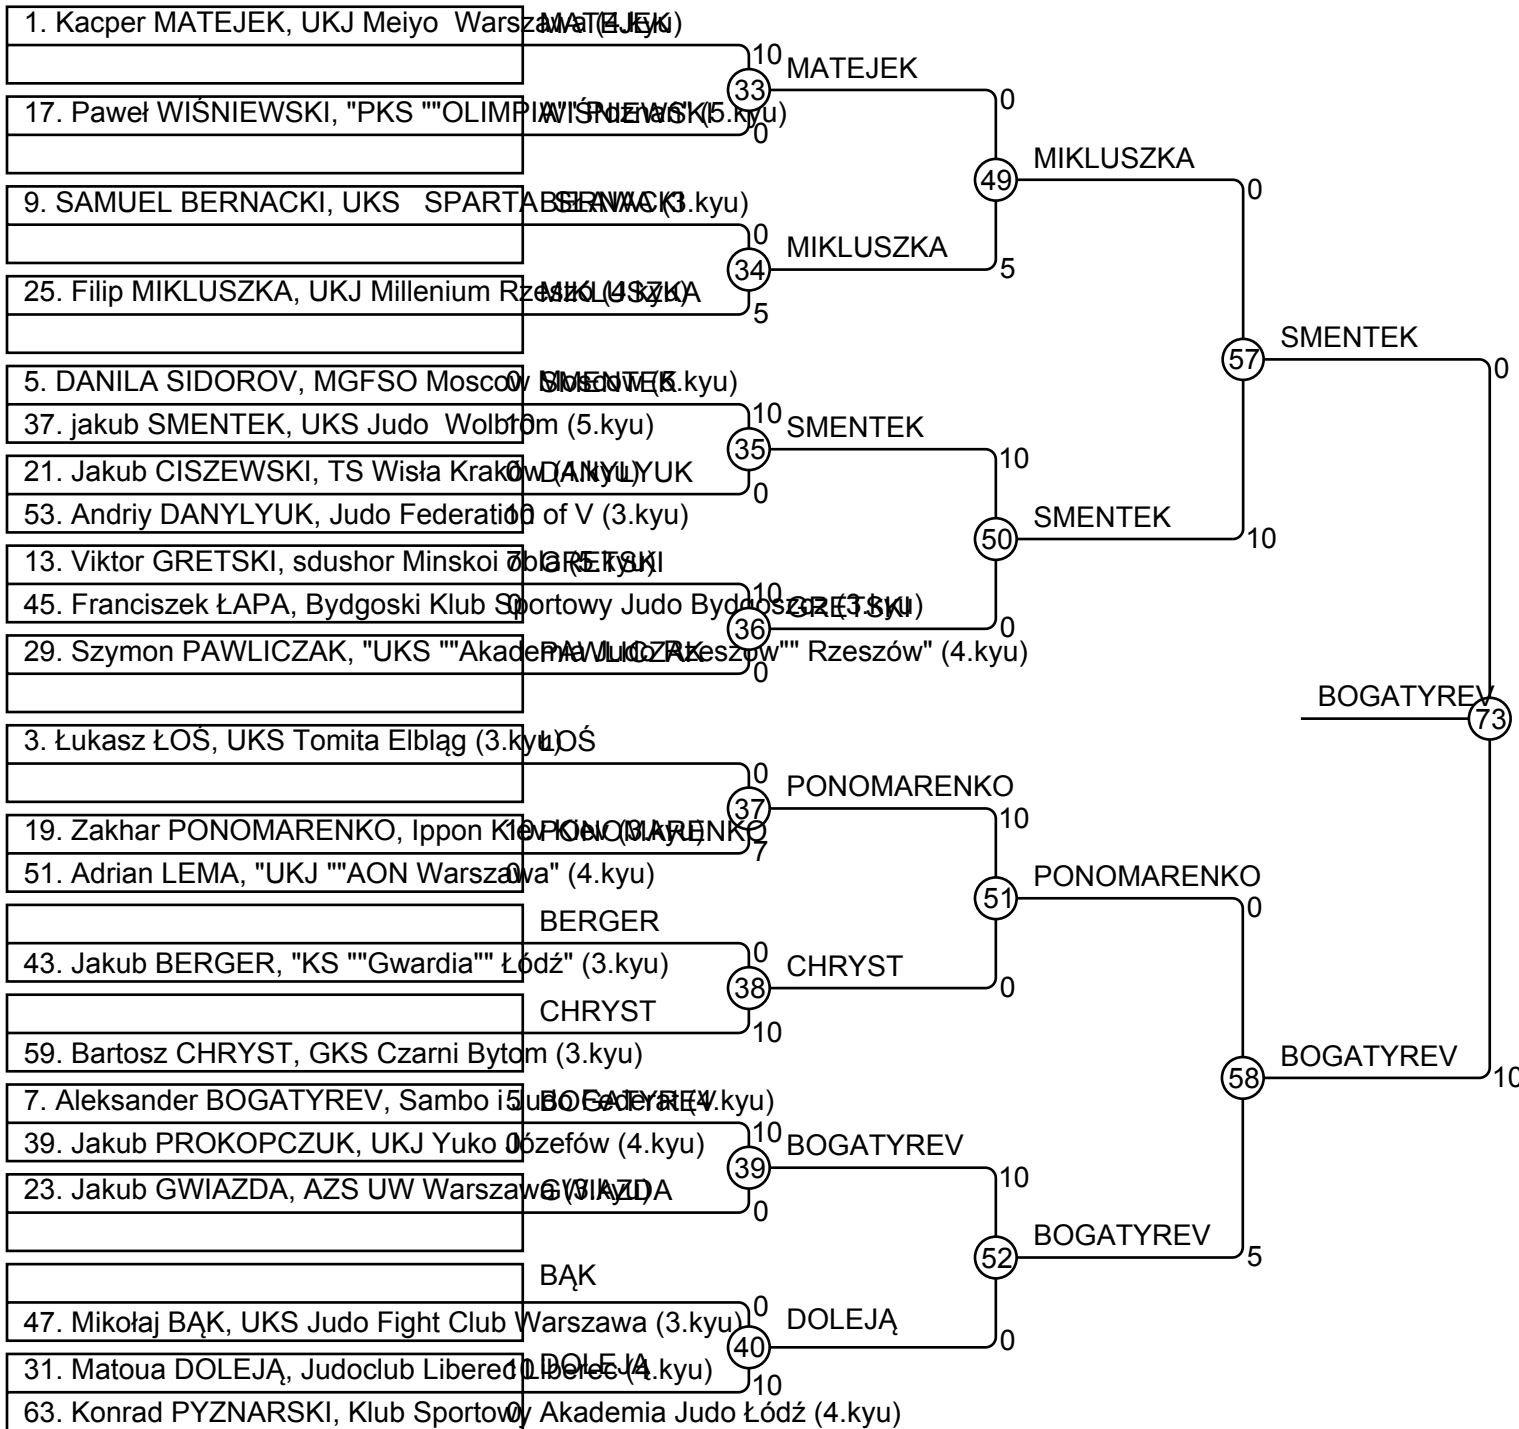 1. Kacper MATEJEK, UKJ Meiyo  Warszawa (4.kyu)
MATEJEK
10
33
MATEJEK
0
17. Paweł WIŚNIEWSKI, "PKS ""OLIMPIA"" Poznań" (5.kyu)
WIŚNIEWSKI
0
49
MIKLUSZKA
0
9. SAMUEL BERNACKI, UKS   SPARTA SŁAWA (3.kyu)
BERNACKI
0
34
MIKLUSZKA
5
25. Filip MIKLUSZKA, UKJ Millenium Rzeszó (4.kyu)
MIKLUSZKA
5
57
SMENTEK
0
5. DANILA SIDOROV, MGFSO Moscow Moscow (5.kyu)
0
SMENTEK
10
37. jakub SMENTEK, UKS Judo  Wolbrom (5.kyu)
10
35
SMENTEK
10
21. Jakub CISZEWSKI, TS Wisła Kraków (4.kyu)
0
DANYLYUK
0
53. Andriy DANYLYUK, Judo Federation of V (3.kyu)
10
50
SMENTEK
10
13. Viktor GRETSKI, sdushor Minskoi obla (5.kyu)
7
GRETSKI
10
45. Franciszek ŁAPA, Bydgoski Klub Sportowy Judo Bydgoszcz (3.kyu)
0
36
GRETSKI
0
29. Szymon PAWLICZAK, "UKS ""Akademia Judo Rzeszów"" Rzeszów" (4.kyu)
PAWLICZAK
0
BOGATYREV
73
3. Łukasz ŁOŚ, UKS Tomita Elbląg (3.kyu)
ŁOŚ
0
37
PONOMARENKO
10
19. Zakhar PONOMARENKO, Ippon Kiev Kiev (3.kyu)
10
PONOMARENKO
7
51. Adrian LEMA, "UKJ ""AON Warszawa" (4.kyu)
0
51
PONOMARENKO
0
BERGER
0
43. Jakub BERGER, "KS ""Gwardia"" Łódź" (3.kyu)
38
CHRYST
0
CHRYST
10
59. Bartosz CHRYST, GKS Czarni Bytom (3.kyu)
58
BOGATYREV
10
7. Aleksander BOGATYREV, Sambo i Judo Federat (4.kyu)
5
BOGATYREV
10
39. Jakub PROKOPCZUK, UKJ Yuko Józefów (4.kyu)
0
39
BOGATYREV
10
23. Jakub GWIAZDA, AZS UW Warszawa (3.kyu)
GWIAZDA
0
52
BOGATYREV
5
BĄK
0
47. Mikołaj BĄK, UKS Judo Fight Club Warszawa (3.kyu)
40
DOLEJĄ
0
31. Matoua DOLEJĄ, Judoclub Liberec Liberec (4.kyu)
10
DOLEJĄ
10
63. Konrad PYZNARSKI, Klub Sportowy Akademia Judo Łódź (4.kyu)
0